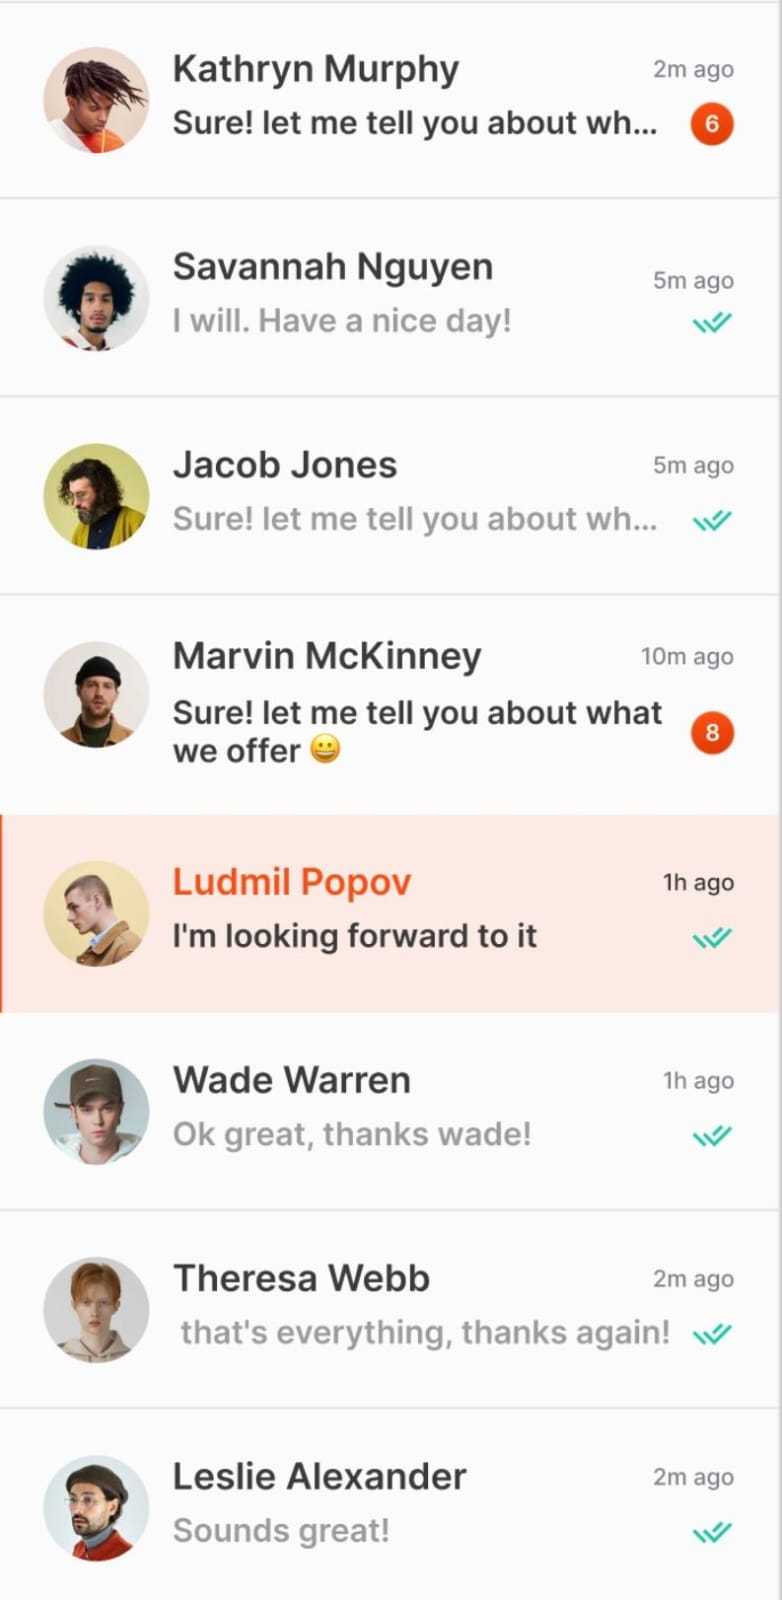 Kathryn Murphy
2m ago
Sure! let me tell you about wh...
6
Savannah Nguyen
5m ago
I will. Have a nice day!
Jacob Jones
5m ago
Sure! let me tell you about wh...
Marvin McKinney
10m ago
Sure! let me tell you about what
we offer 😀
8
Ludmil Popov
1h ago
I'm looking forward to it
Wade Warren
1h ago
Ok great, thanks wade!
Theresa Webb
2m ago
that's everything, thanks again!
Leslie Alexander
2m ago
Sounds great!